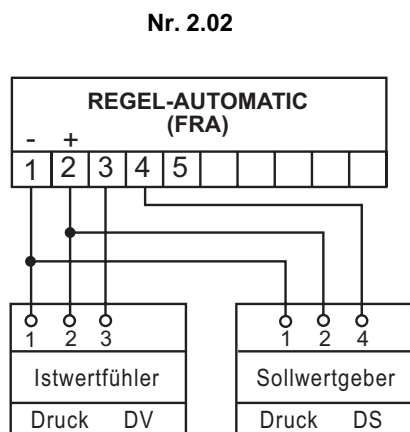 Nr. 2.02
REGEL-AUTOMATIC
(FRA)
- +
1 2 3 4 5
1 2 3
1 2 4
Istwertfühler
Sollwertgeber
Druck DV
Druck DS